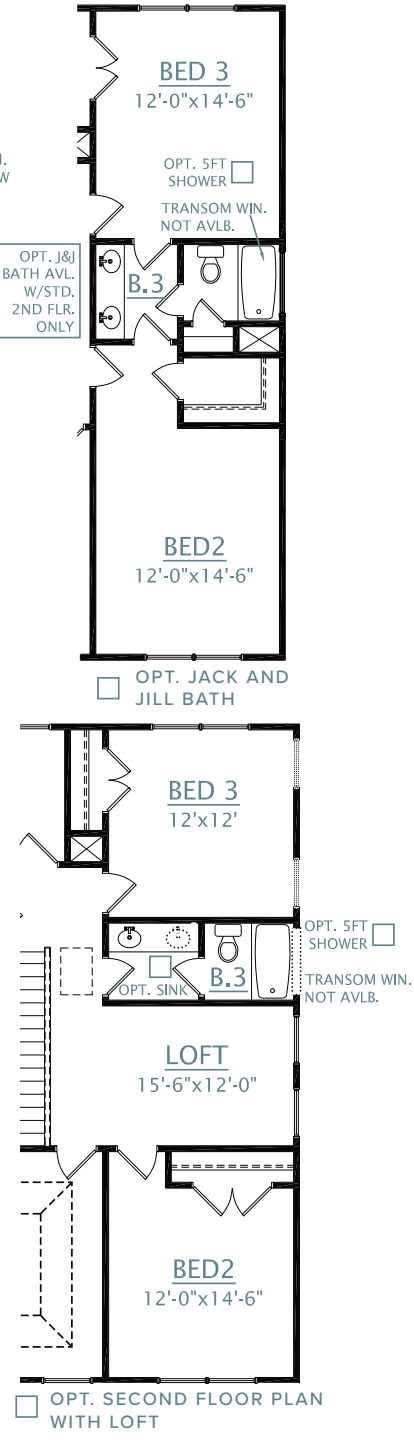 BED 3
12'-0"x14'-6"
OPT. 5FT
SHOWER
TRANSOM WIN.
NOT AVLB.
OPT. J&J
BATH AVL.
W/STD.
2ND FLR.
ONLY
B.3
BED2
12'-0"x14'-6"
OPT. JACK AND
JILL BATH
BED 3
12'x12'
OPT. 5FT
SHOWER
B.3
OPT. SINK
TRANSOM WIN.
NOT AVLB.
LOFT
15'-6"x12'-0"
BED2
12'-0"x14'-6"
OPT. SECOND FLOOR PLAN
WITH LOFT